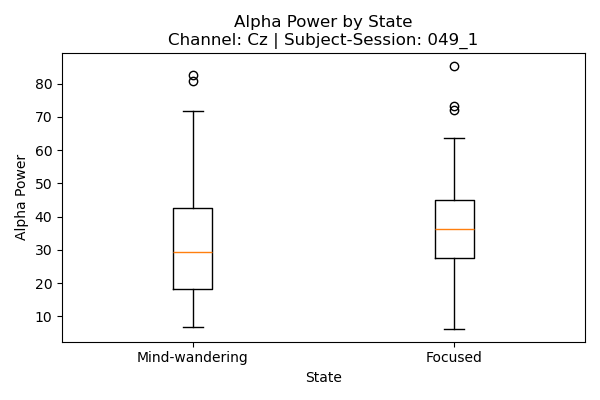 Alpha Power by State
Channel: Cz | Subject-Session: 049_1
Alpha Power
80
70
60
50
40
30
20
10
Mind-wandering
Focused
State